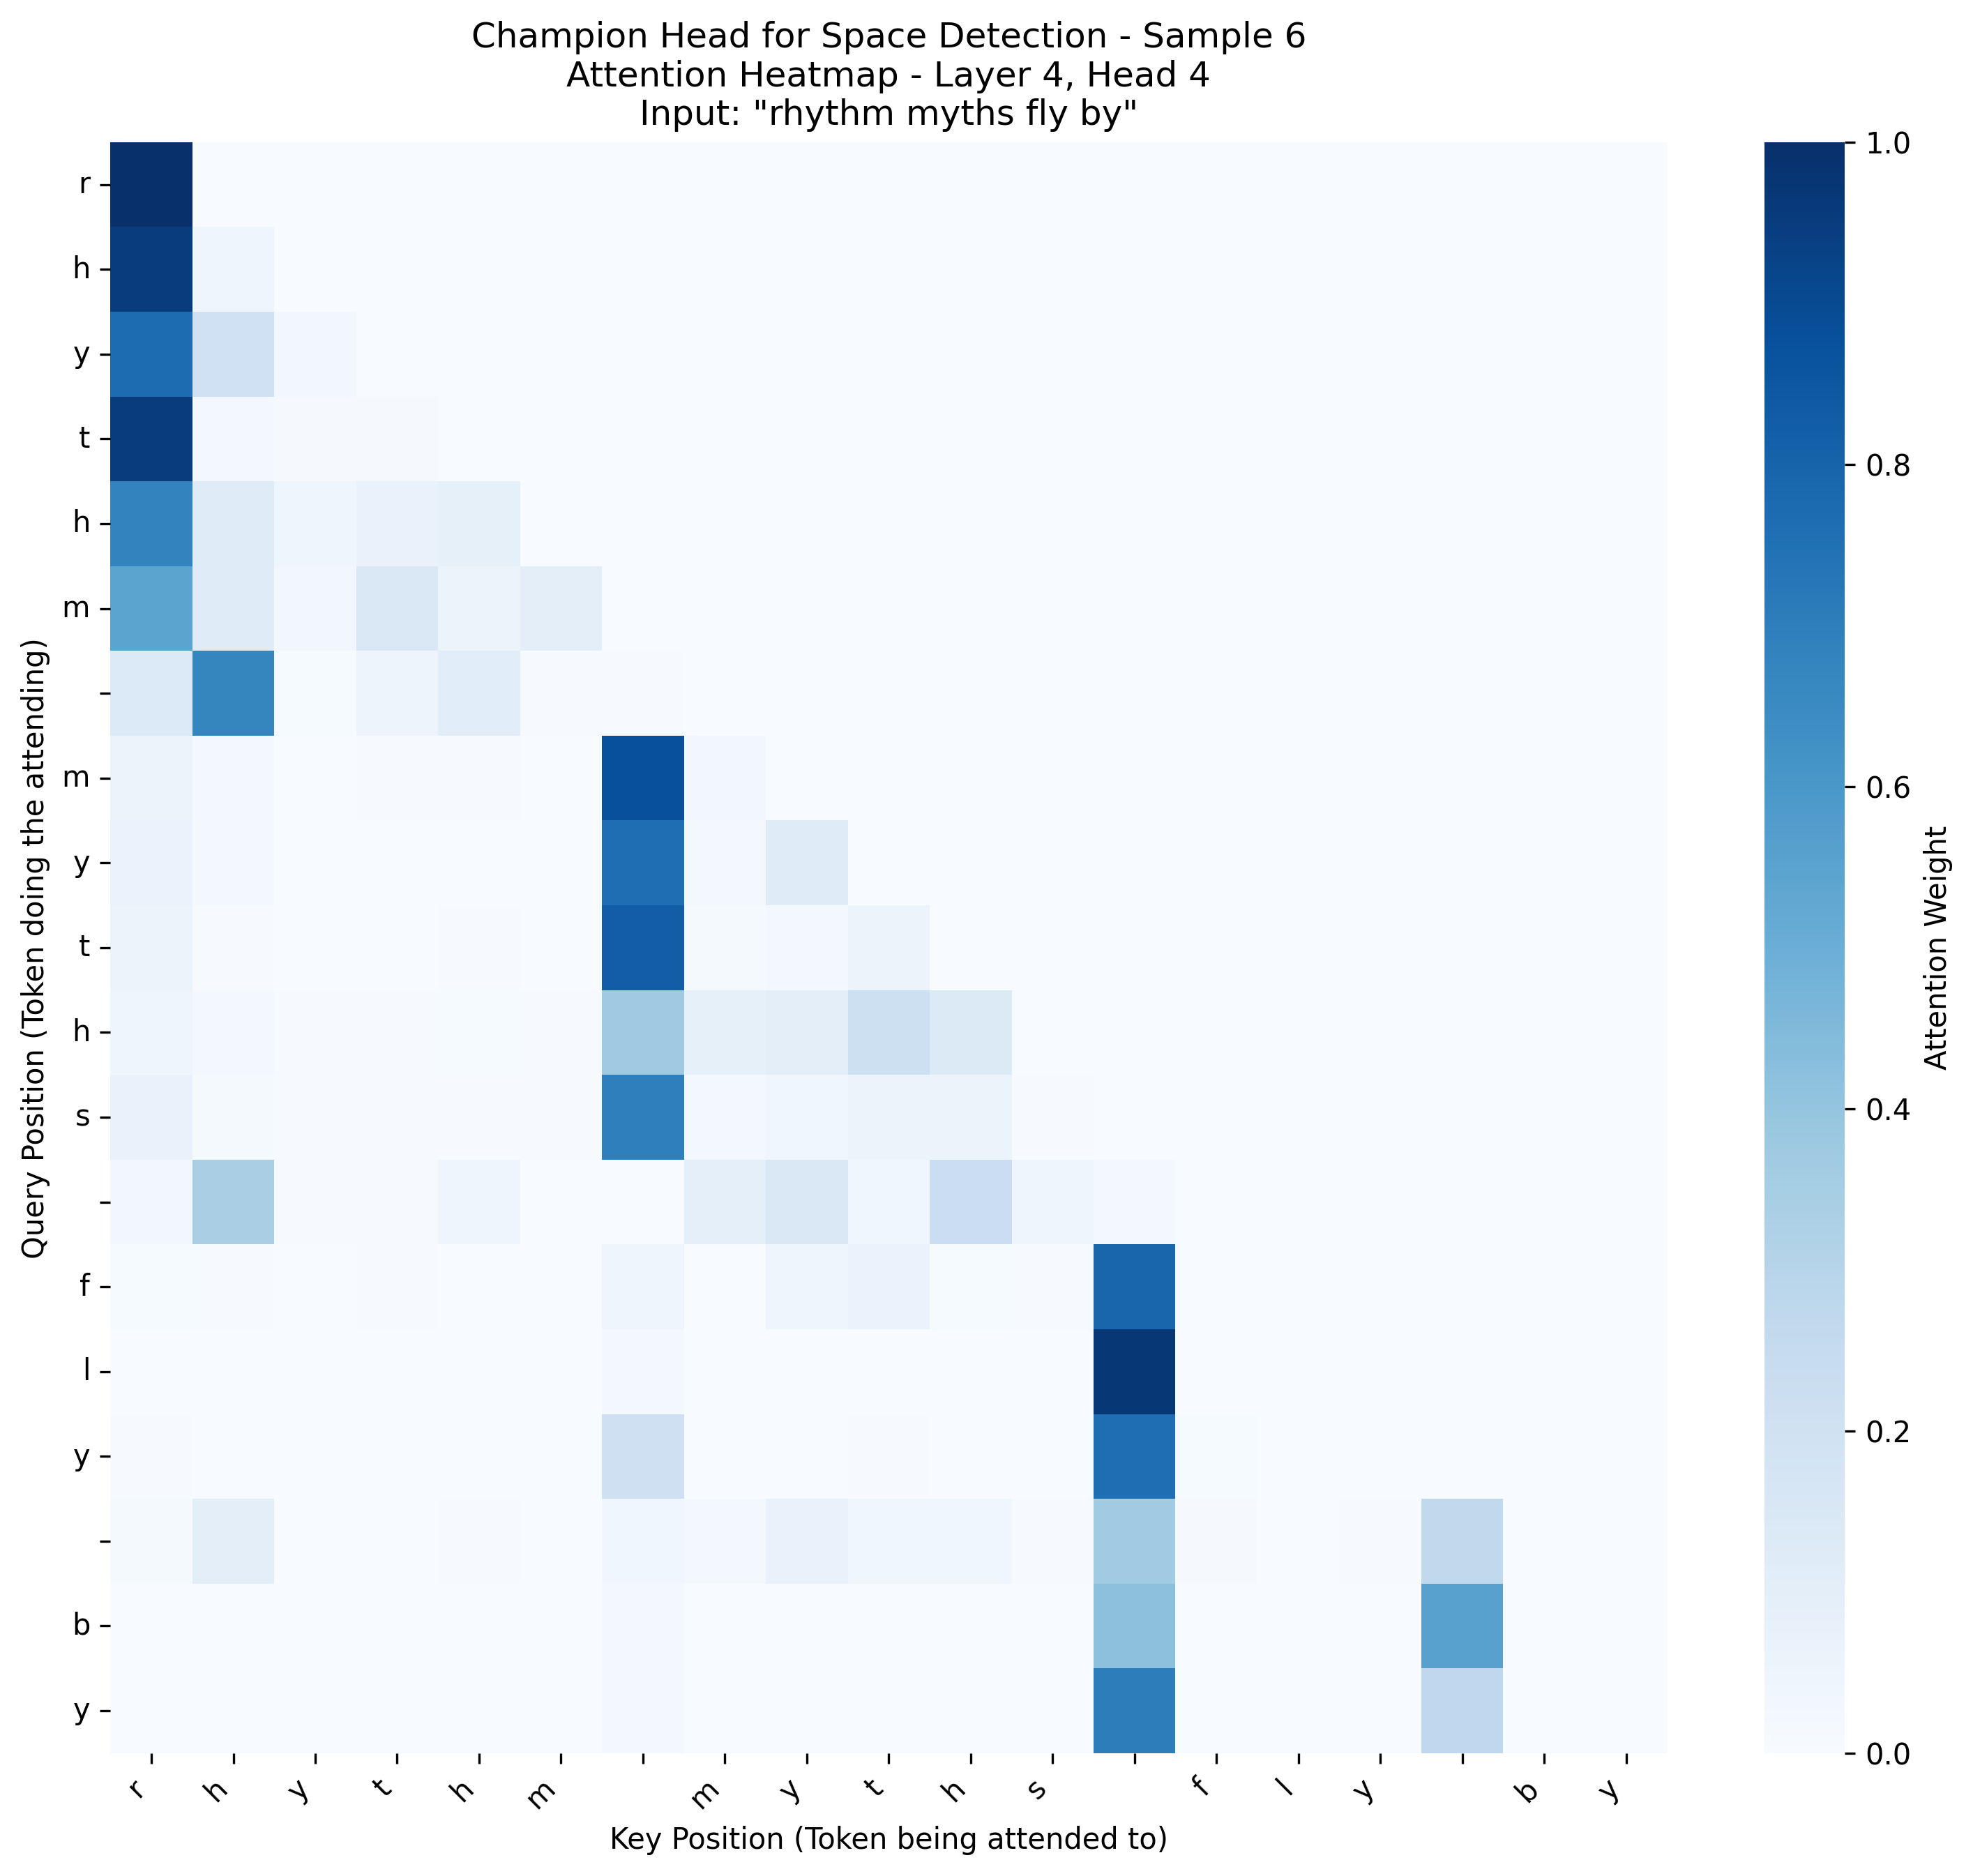 Champion Head for Space Detection - Sample 6
Attention Heatmap - Layer 4, Head 4
Input: "rhythm myths fly by"
Query Position (Token doing the attending)
r
h
y
t
h
m
m
y
t
h
s
f
l
y
b
y
r h y t h m m y t h s f l y b y
Key Position (Token being attended to)
1.0
0.8
0.6
0.4
0.2
0.0
Attention Weight